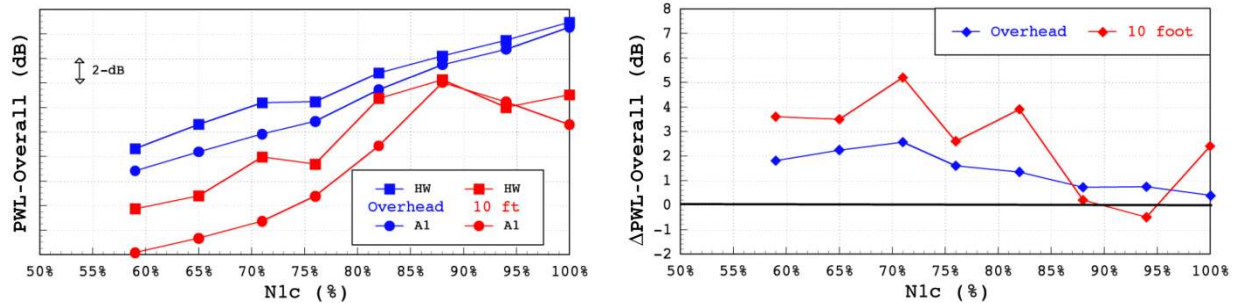 PWL-Overall (dB)
2-dB
HW HW
Overhead 10 ft
Al Al
50% 55% 60% 65% 70% 75% 80% 85% 90% 95% 100%
N1c (%)
ΔPWL-Overall (dB)
8
7
6
5
4
3
2
1
0
-1
-2
Overhead 10 foot
50% 55% 60% 65% 70% 75% 80% 85% 90% 95% 100%
N1c (%)